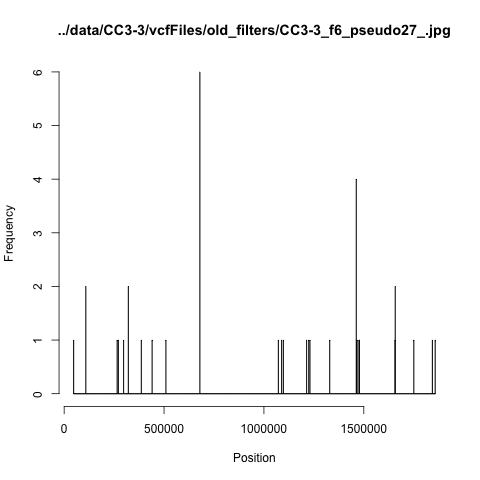 ../data/CC3-3/vcfFiles/old_filters/CC3-3_f6_pseudo27_.jpg
6
5
4
3
2
1
0
Frequency
0 500000 1000000 1500000
Position